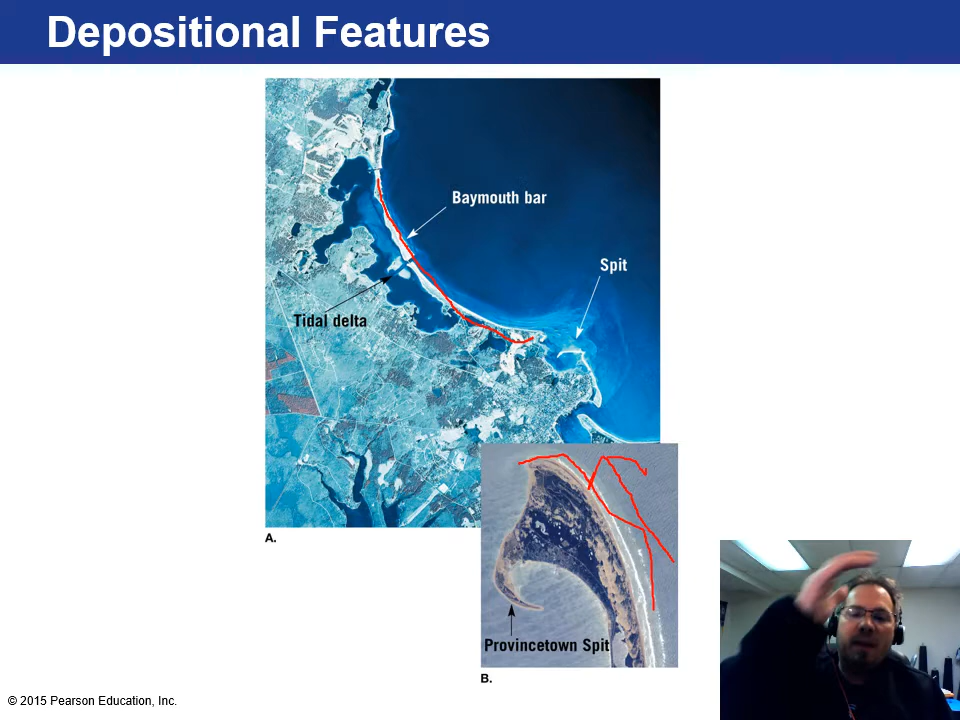 Depositional Features
Baymouth bar
Spit
Tidal delta
A.
Provincetown Spit
B.
© 2015 Pearson Education, Inc.